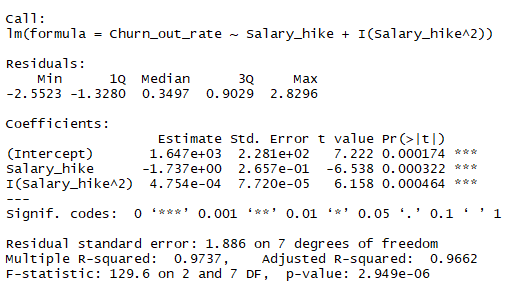 Call:
lm(formula = Churn_out_rate ~ Salary_hike + I(Salary_hike^2))
Residuals:
Min 1Q Median 3Q Max
-2.5523 -1.3280 0.3497 0.9029 2.8296
Coefficients:
Estimate Std. Error t value Pr(>|t|)
(Intercept) 1.647e+03 2.281e+02 7.222 0.000174 ***
Salary_hike -1.737e+00 2.657e-01 -6.538 0.000322 ***
I(Salary_hike^2) 4.754e-04 7.720e-05 6.158 0.000464 ***
---
Signif. codes: 0 ‘***’ 0.001 ‘**’ 0.01 ‘*’ 0.05 ‘.’ 0.1 ‘ ’ 1
Residual standard error: 1.886 on 7 degrees of freedom
Multiple R-squared: 0.9737, Adjusted R-squared: 0.9662
F-statistic: 129.6 on 2 and 7 DF, p-value: 2.949e-06